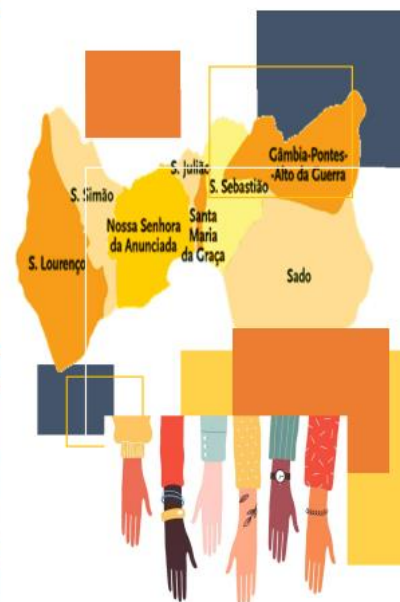 Gâmbia-Pontes-
-Alto da Guerra
S. Julião
S. Sebastião
S. Simão
Nossa Senhora
da Anunciada
Santa
Maria
da Graça
S. Lourenço
Sado